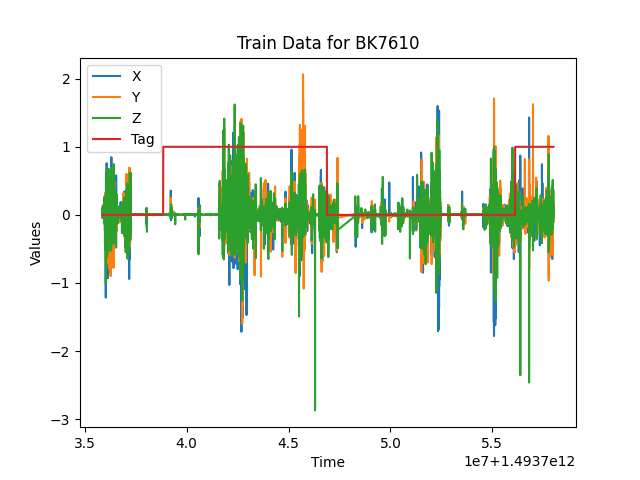 Train Data for BK7610
X
Y
Z
Tag
Values
2
1
0
−1
−2
−3
3.5
4.0
4.5
5.0
5.5
Time
1e7+1.4937e12